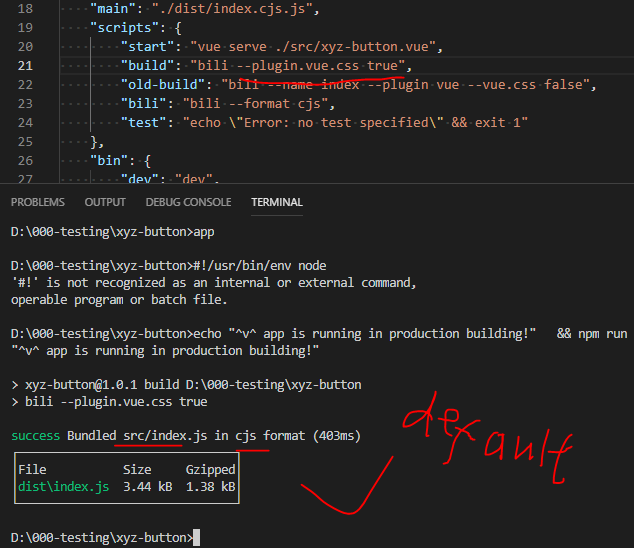 18 "main": "./dist/index.cjs.js",
19 "scripts": {
20 "start": "vue serve ./src/xyz-button.vue",
21 "build": "bili --plugin.vue.css true",
22 "old-build": "bili --name index --plugin vue --vue.css false",
23 "bili": "bili --format cjs",
24 "test": "echo \"Error: no test specified\" && exit 1"
25 },
26 "bin": {
27 "dev": "dev",
PROBLEMS OUTPUT DEBUG CONSOLE TERMINAL
D:\000-testing\xyz-button>app
D:\000-testing\xyz-button>#!/usr/bin/env node
'#!' is not recognized as an internal or external command,
operable program or batch file.
D:\000-testing\xyz-button>echo "^v^ app is running in production building!" && npm run
"^v^ app is running in production building!"
> xyz-button@1.0.1 build D:\000-testing\xyz-button
> bili --plugin.vue.css true
success Bundled src/index.js in cjs format (403ms)
default
File Size Gzipped
dist\index.js 3.44 kB 1.38 kB
D:\000-testing\xyz-button>